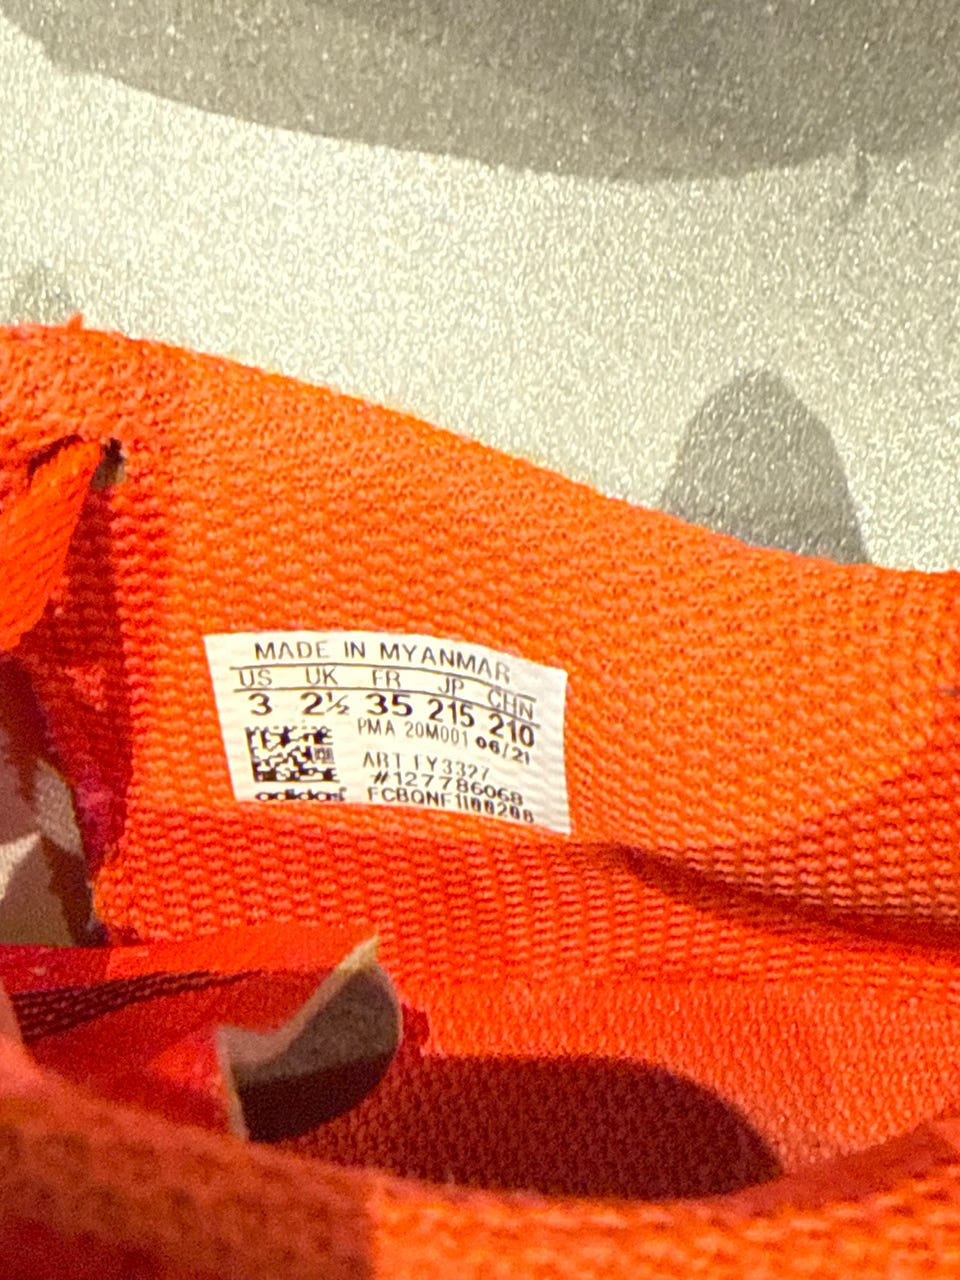 MADE IN MYANMAR
US UK FR JP CHN
3 2½ 35 215 210
PMA 20M001 06/21
ART FY3327
#127786068
adidas FCBQNF1100208